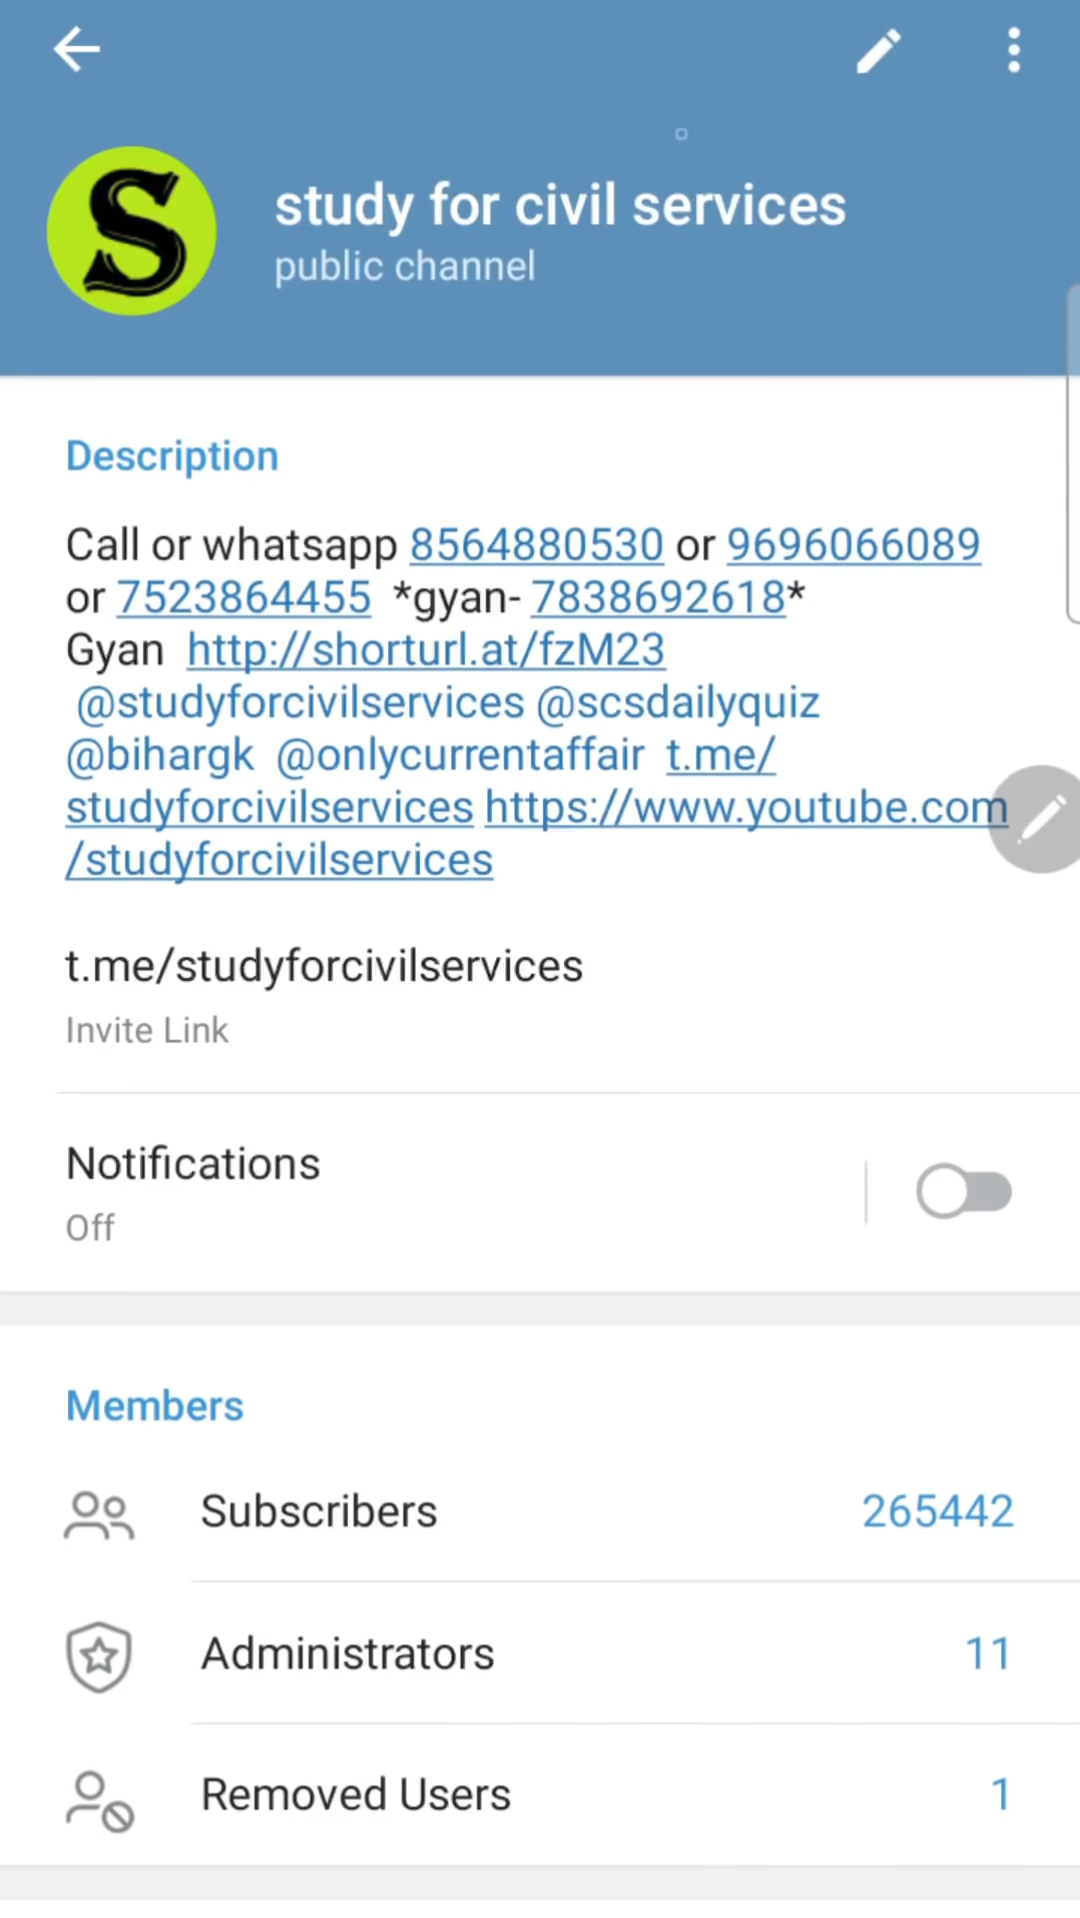 S
study for civil services
public channel
Description
Call or whatsapp 8564880530 or 9696066089
or 7523864455 *gyan- 7838692618*
Gyan http://shorturl.at/fzM23
@studyforcivilservices @scsdailyquiz
@bihargk @onlycurrentaffair t.me/
studyforcivilservices https://www.youtube.com
/studyforcivilservices
t.me/studyforcivilservices
Invite Link
Notifications
Off
Members
Subscribers 265442
Administrators 11
Removed Users 1